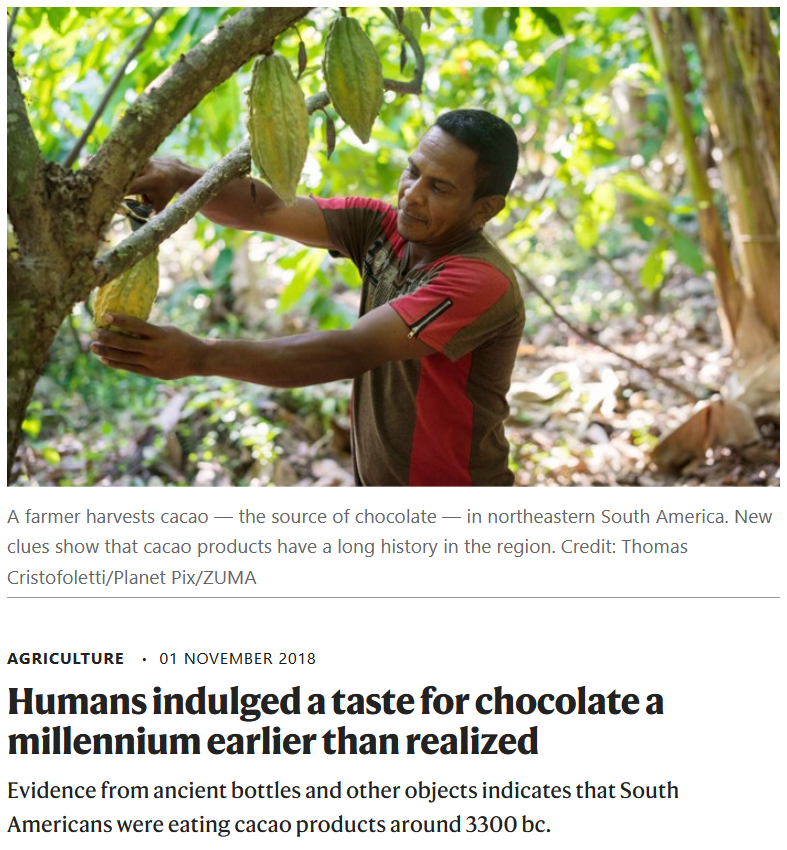 A farmer harvests cacao — the source of chocolate — in northeastern South America. New
clues show that cacao products have a long history in the region. Credit: Thomas
Cristofoletti/Planet Pix/ZUMA
AGRICULTURE • 01 NOVEMBER 2018
Humans indulged a taste for chocolate a
millennium earlier than realized
Evidence from ancient bottles and other objects indicates that South
Americans were eating cacao products around 3300 bc.